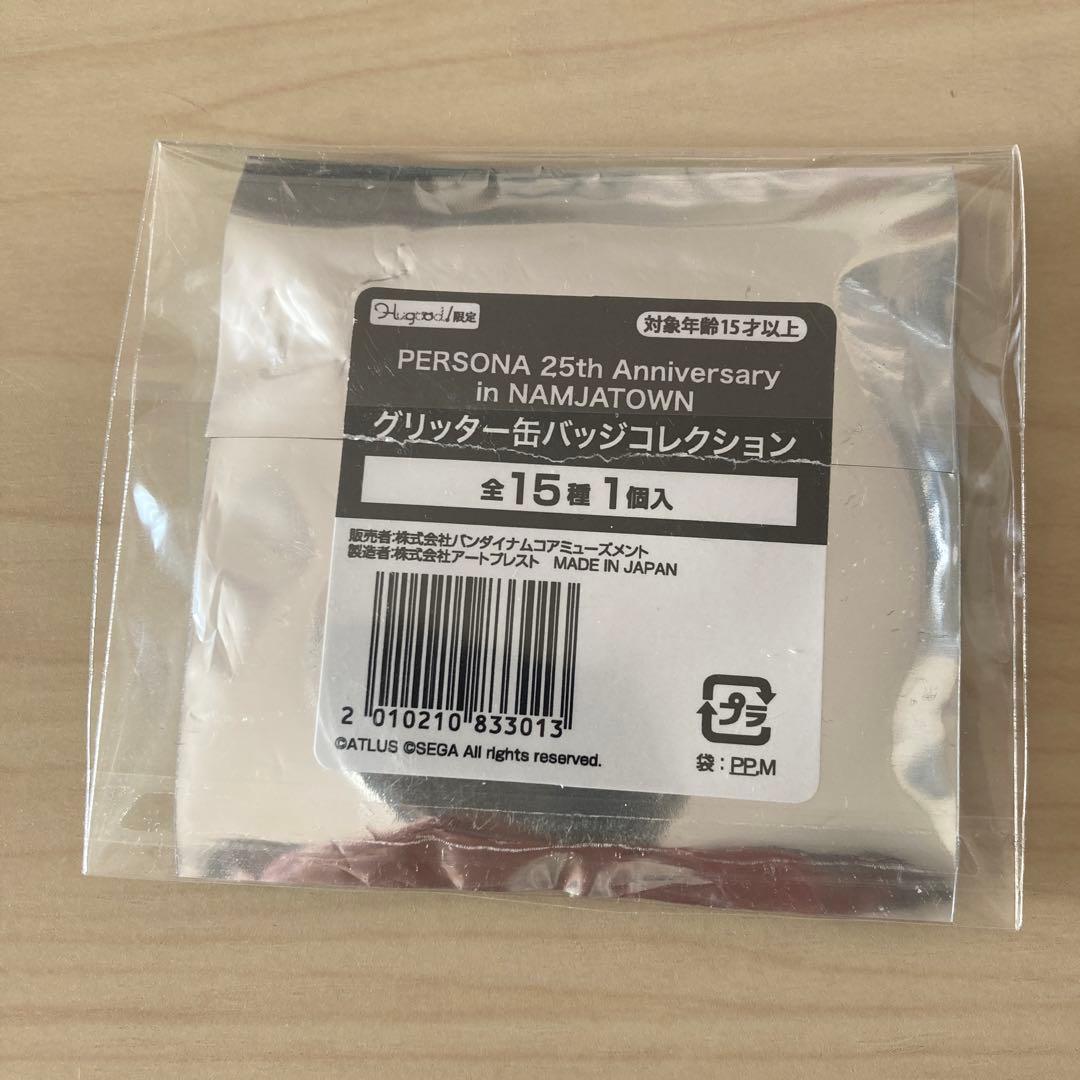 Hugood!限定
対象年齢15才以上
PERSONA 25th Anniversary
in NAMJATOWN
グリッター缶バッジコレクション
全15種1個入
販売者:株式会社バンダイナムコアミューズメント
製造者:株式会社アートプレスト MADE IN JAPAN
2 010210 833013
©ATLUS ©SEGA All rights reserved.
プラ
袋:PP,M